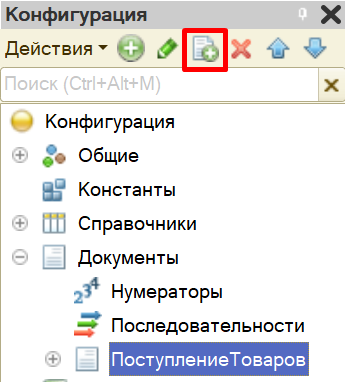 Конфигурация
Действия
Поиск (Ctrl+Alt+M)
Конфигурация
Общие
Константы
Справочники
Документы
Нумераторы
Последовательности
ПоступлениеТоваров